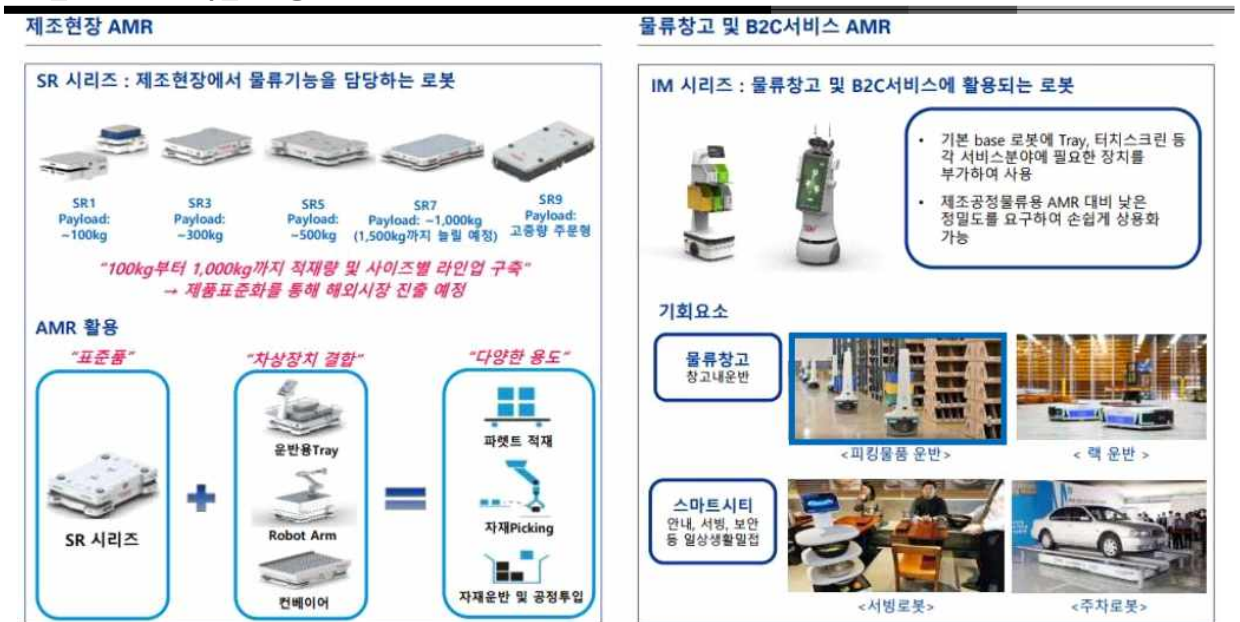 제조현장 AMR
SR 시리즈 : 제조현장에서 물류기능을 담당하는 로봇
SR1
Payload:
~100kg
SR3
Payload:
~300kg
SR5
Payload:
~500kg
SR7
Payload: ~1,000kg
(1,500kg까지 늘릴 예정)
SR9
Payload:
고중량 주문형
"100kg부터 1,000kg까지 적재량 및 사이즈별 라인업 구축"
→ 제품표준화를 통해 해외시장 진출 예정
AMR 활용
"표준품"
SR 시리즈
"차상장치 결합"
운반용Tray
Robot Arm
컨베이어
"다양한 용도"
파렛트 적재
자재Picking
자재운반 및 공정투입
물류창고 및 B2C서비스 AMR
IM 시리즈 : 물류창고 및 B2C서비스에 활용되는 로봇
• 기본 base 로봇에 Tray, 터치스크린 등
각 서비스분야에 필요한 장치를
부가하여 사용
• 제조공정물류용 AMR 대비 낮은
정밀도를 요구하여 손쉽게 상용화
가능
기회요소
물류창고
창고내운반
<피킹물품 운반>
< 랙 운반 >
스마트시티
안내, 서빙, 보안
등 일상생활밀접
<서빙로봇>
<주차로봇>